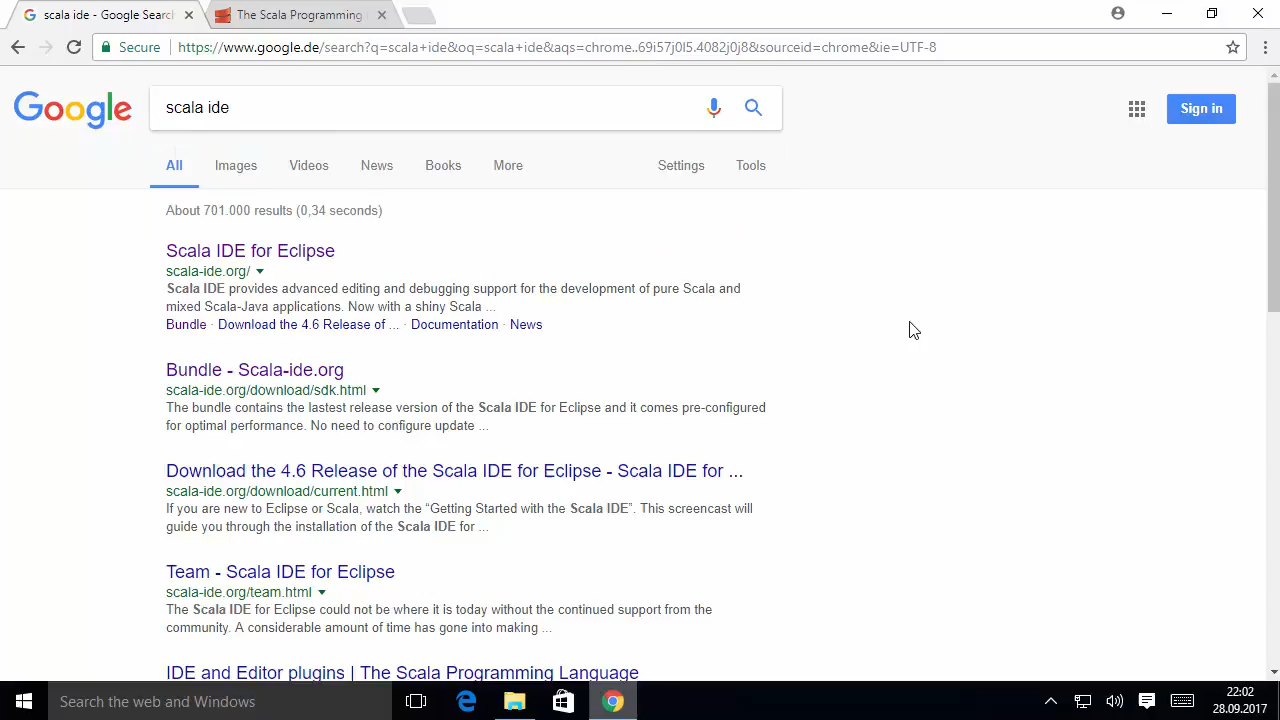 scala ide - Google Searc
The Scala Programming
Secure
https://www.google.de/search?q=scala+ide&oq=scala+ide&aqs=chrome..69i57j0l5.4082j0j8&sourceid=chrome&ie=UTF-8
Google
scala ide
Sign in
All Images Videos News Books More Settings Tools
About 701.000 results (0,34 seconds)
Scala IDE for Eclipse
scala-ide.org/
Scala IDE provides advanced editing and debugging support for the development of pure Scala and
mixed Scala-Java applications. Now with a shiny Scala ...
Bundle · Download the 4.6 Release of ... · Documentation · News
Bundle - Scala-ide.org
scala-ide.org/download/sdk.html
The bundle contains the lastest release version of the Scala IDE for Eclipse and it comes pre-configured
for optimal performance. No need to configure update ...
Download the 4.6 Release of the Scala IDE for Eclipse - Scala IDE for ...
scala-ide.org/download/current.html
If you are new to Eclipse or Scala, watch the “Getting Started with the Scala IDE”. This screencast will
guide you through the installation of the Scala IDE for ...
Team - Scala IDE for Eclipse
scala-ide.org/team.html
The Scala IDE for Eclipse could not be where it is today without the continued support from the
community. A considerable amount of time has gone into making ...
IDE and Editor plugins | The Scala Programming Language
Search the web and Windows
22:02
28.09.2017